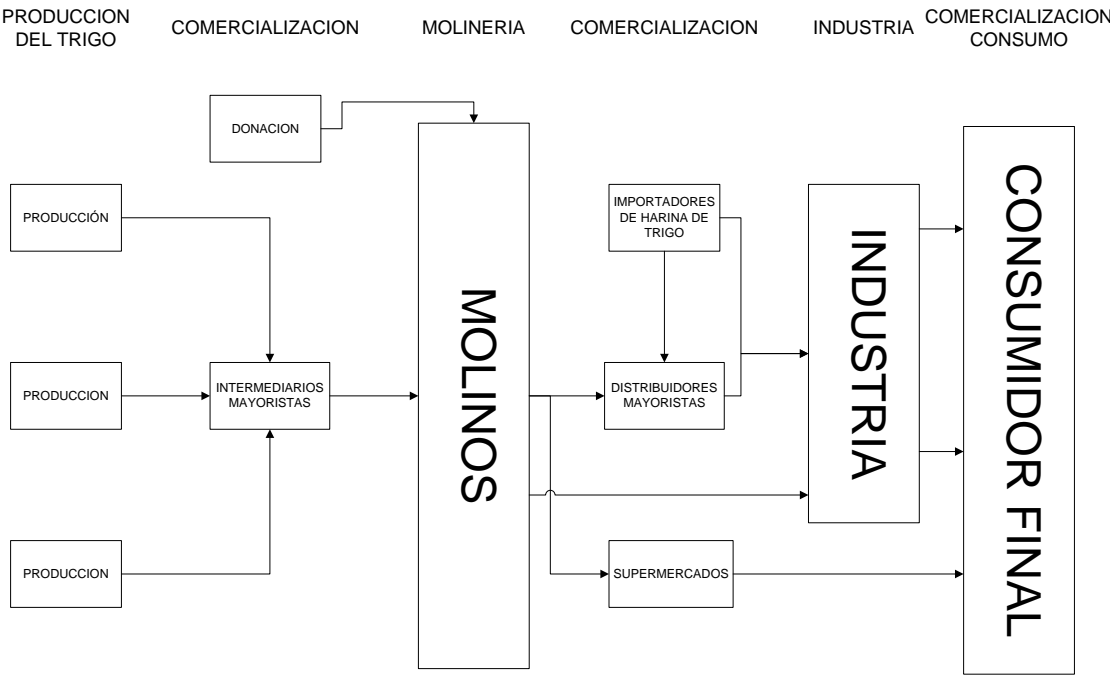 PRODUCCION
DEL TRIGO
COMERCIALIZACION
MOLINERIA
COMERCIALIZACION
INDUSTRIA
COMERCIALIZACION
CONSUMO
DONACION
PRODUCCIÓN
PRODUCCION
PRODUCCION
INTERMEDIARIOS
MAYORISTAS
MOLINOS
IMPORTADORES
DE HARINA DE
TRIGO
DISTRIBUIDORES
MAYORISTAS
SUPERMERCADOS
INDUSTRIA
CONSUMIDOR FINAL